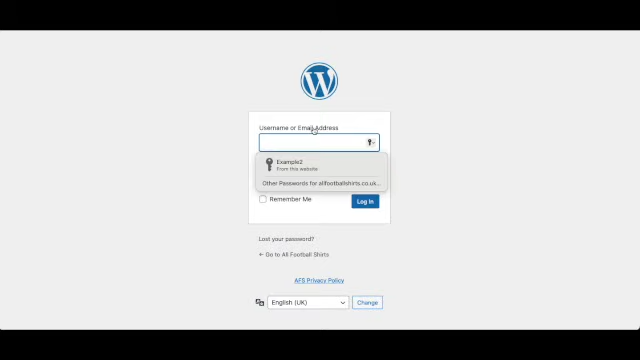 Username or Email Address
Example2
From this website
Other Passwords for allfootballshirts.co.uk...
Remember Me
Log In
Lost your password?
← Go to All Football Shirts
AFS Privacy Policy
English (UK)
Change